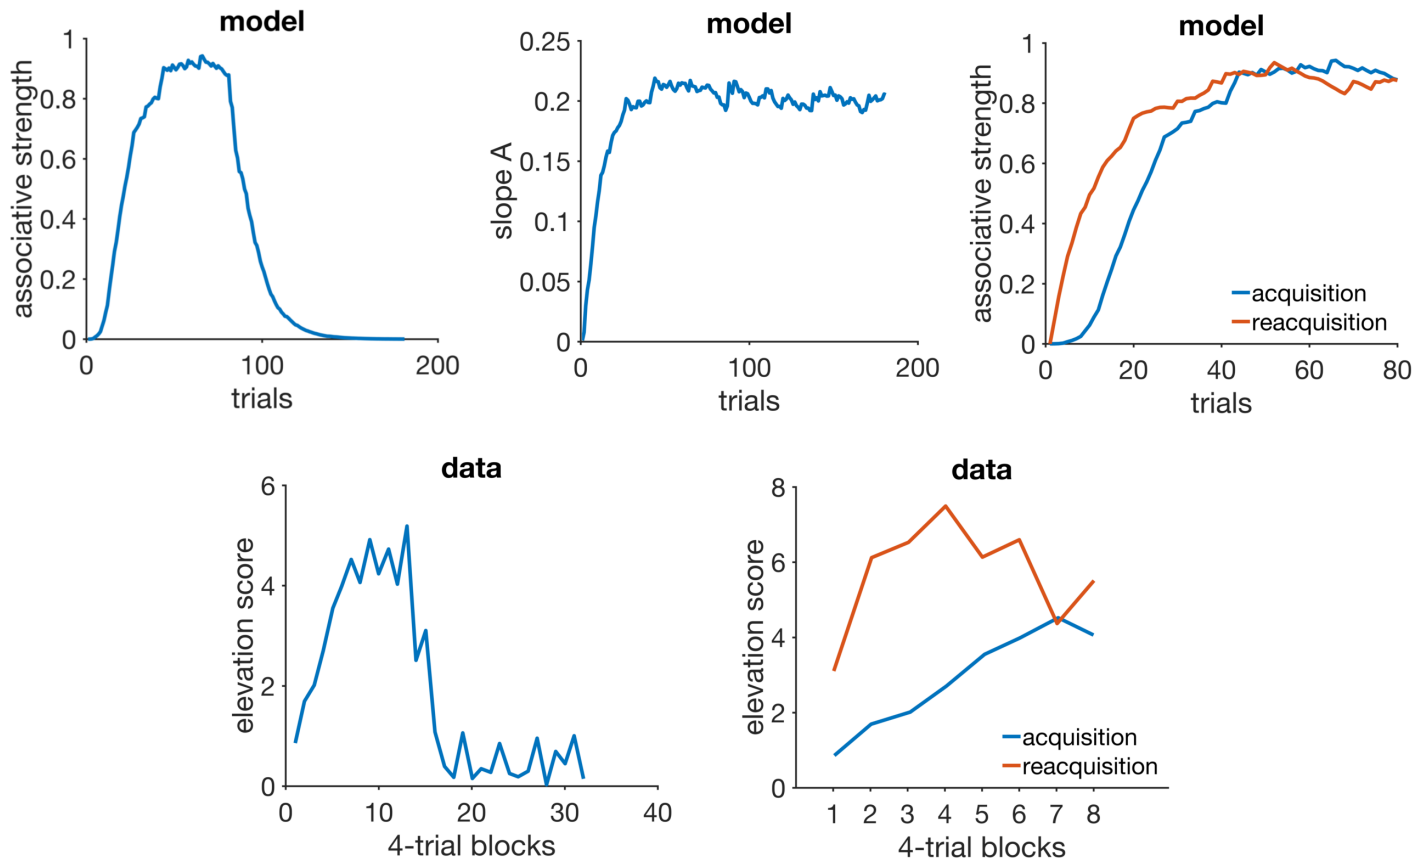 model
associative strength
1
0.8
0.6
0.4
0.2
0
0
100
200
trials
model
slope A
0.25
0.2
0.15
0.1
0.05
0
0
100
200
trials
model
associative strength
1
0.8
0.6
0.4
0.2
0
acquisition
reacquisition
0
20
40
60
80
trials
data
elevation score
6
4
2
0
0
10
20
30
40
4-trial blocks
data
elevation score
8
6
4
2
0
acquisition
reacquisition
1 2 3 4 5 6 7 8
4-trial blocks